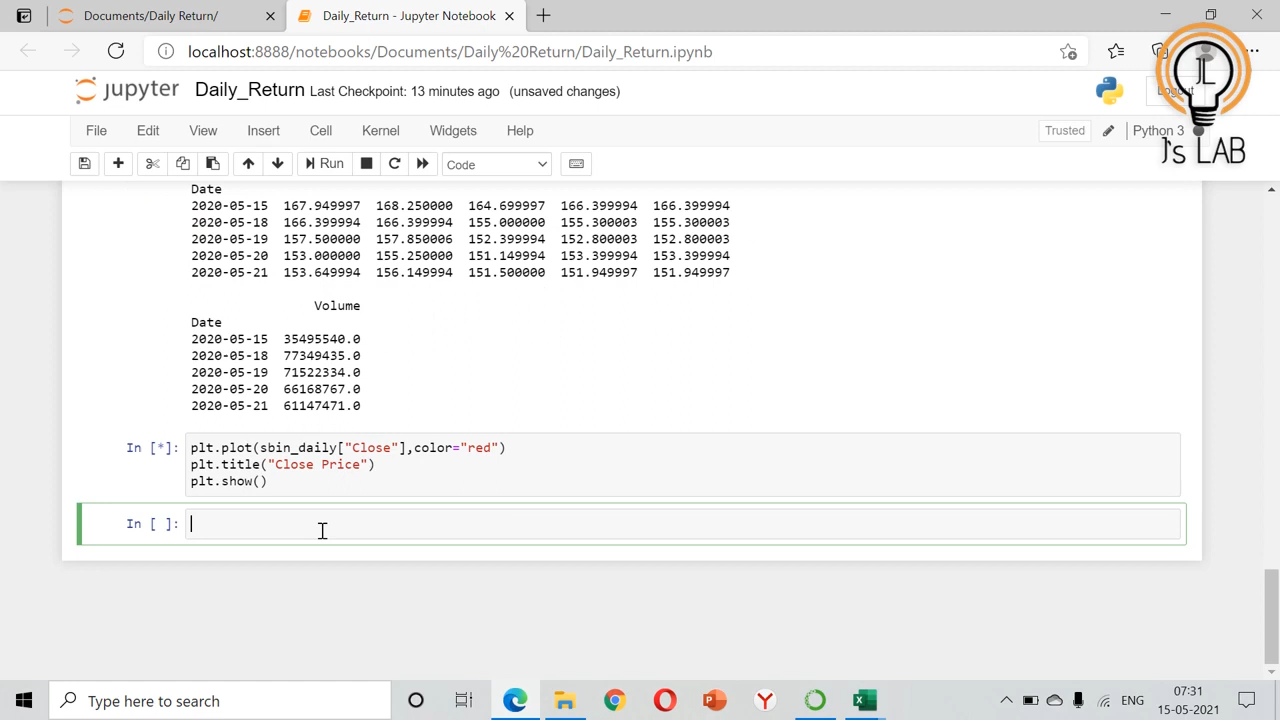 Documents/Daily Return/
Daily_Return - Jupyter Notebook
localhost:8888/notebooks/Documents/Daily%20Return/Daily_Return.ipynb
jupyter Daily_Return Last Checkpoint: 13 minutes ago (unsaved changes)
Logout
JL
J's LAB
File Edit View Insert Cell Kernel Widgets Help
Trusted
Python 3
Run
Code
Date
2020-05-15 167.949997 168.250000 164.699997 166.399994 166.399994
2020-05-18 166.399994 166.399994 155.000000 155.300003 155.300003
2020-05-19 157.500000 157.850006 152.399994 152.800003 152.800003
2020-05-20 153.000000 155.250000 151.149994 153.399994 153.399994
2020-05-21 153.649994 156.149994 151.500000 151.949997 151.949997
Volume
Date
2020-05-15 35495540.0
2020-05-18 77349435.0
2020-05-19 71522334.0
2020-05-20 66168767.0
2020-05-21 61147471.0
In [*]: plt.plot(sbin_daily["Close"],color="red")
plt.title("Close Price")
plt.show()
In [ ]:
Type here to search
ENG
07:31
15-05-2021